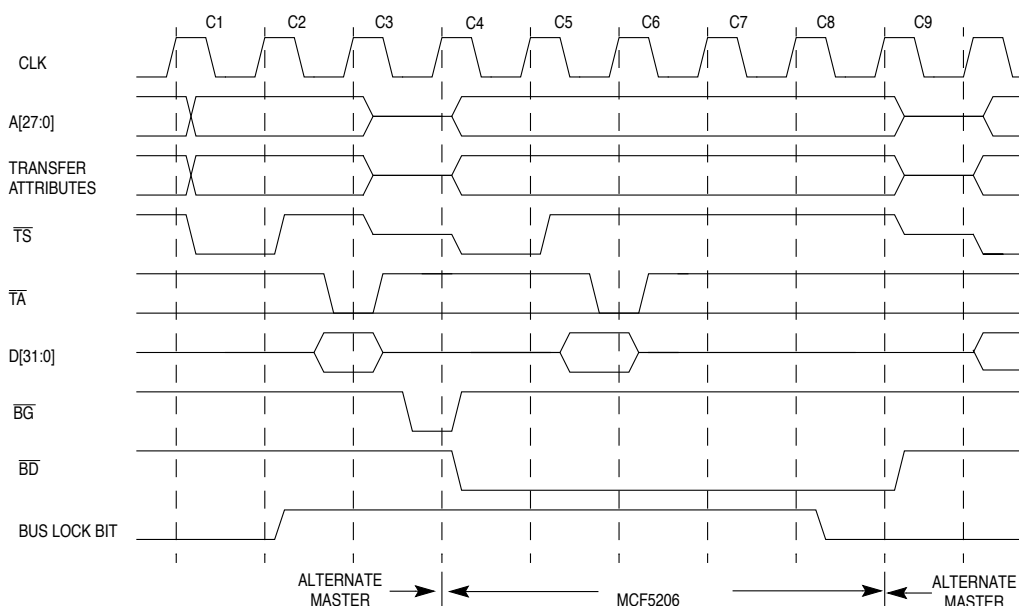 C1 C2 C3 C4 C5 C6 C7 C8 C9
CLK
A[27:0]
TRANSFER
ATTRIBUTES
TS
TA
D[31:0]
BG
BD
BUS LOCK BIT
ALTERNATE
MASTER
MCF5206
ALTERNATE
MASTER